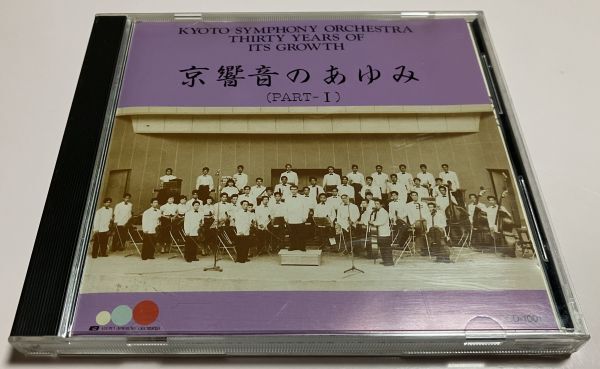 KYOTO SYMPHONY ORCHESTRA
THIRTY YEARS OF
ITS GROWTH
京響音のあゆみ
(PART-I)